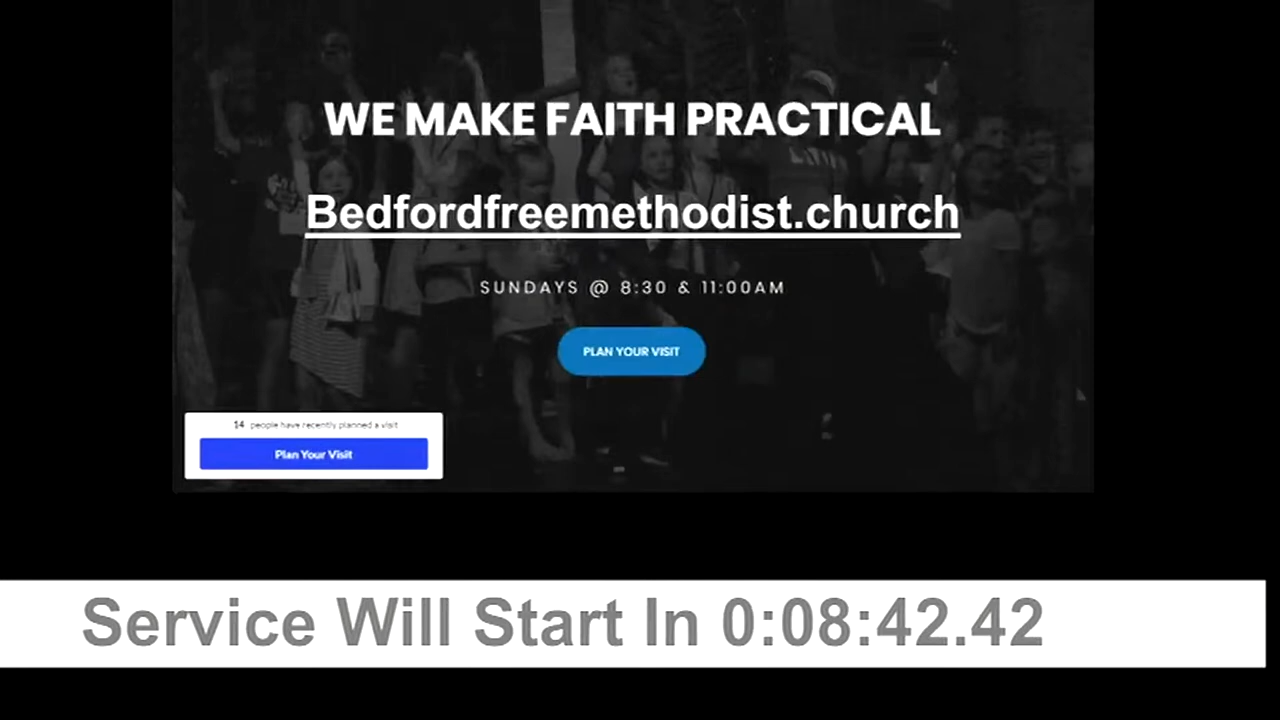 WE MAKE FAITH PRACTICAL
Bedfordfreemethodist.church
SUNDAYS @ 8:30 & 11:00AM
PLAN YOUR VISIT
14 people have recently planned a visit
Plan Your Visit
Service Will Start In 0:08:42.42